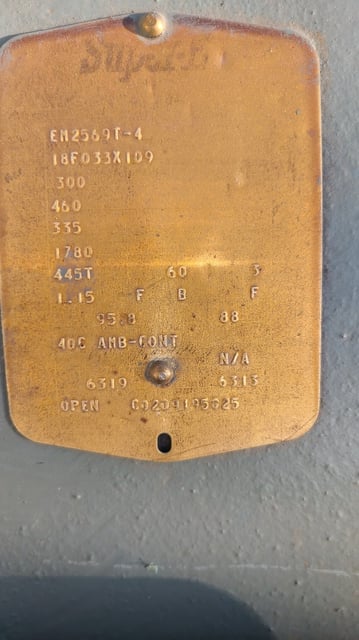 Super-E
EM2569T-4
18F033X109
300
460
335
1780
445T 60 3
1.15 F B F
95.8 88
40C AMB-CONT
N/A
6319 6313
OPEN